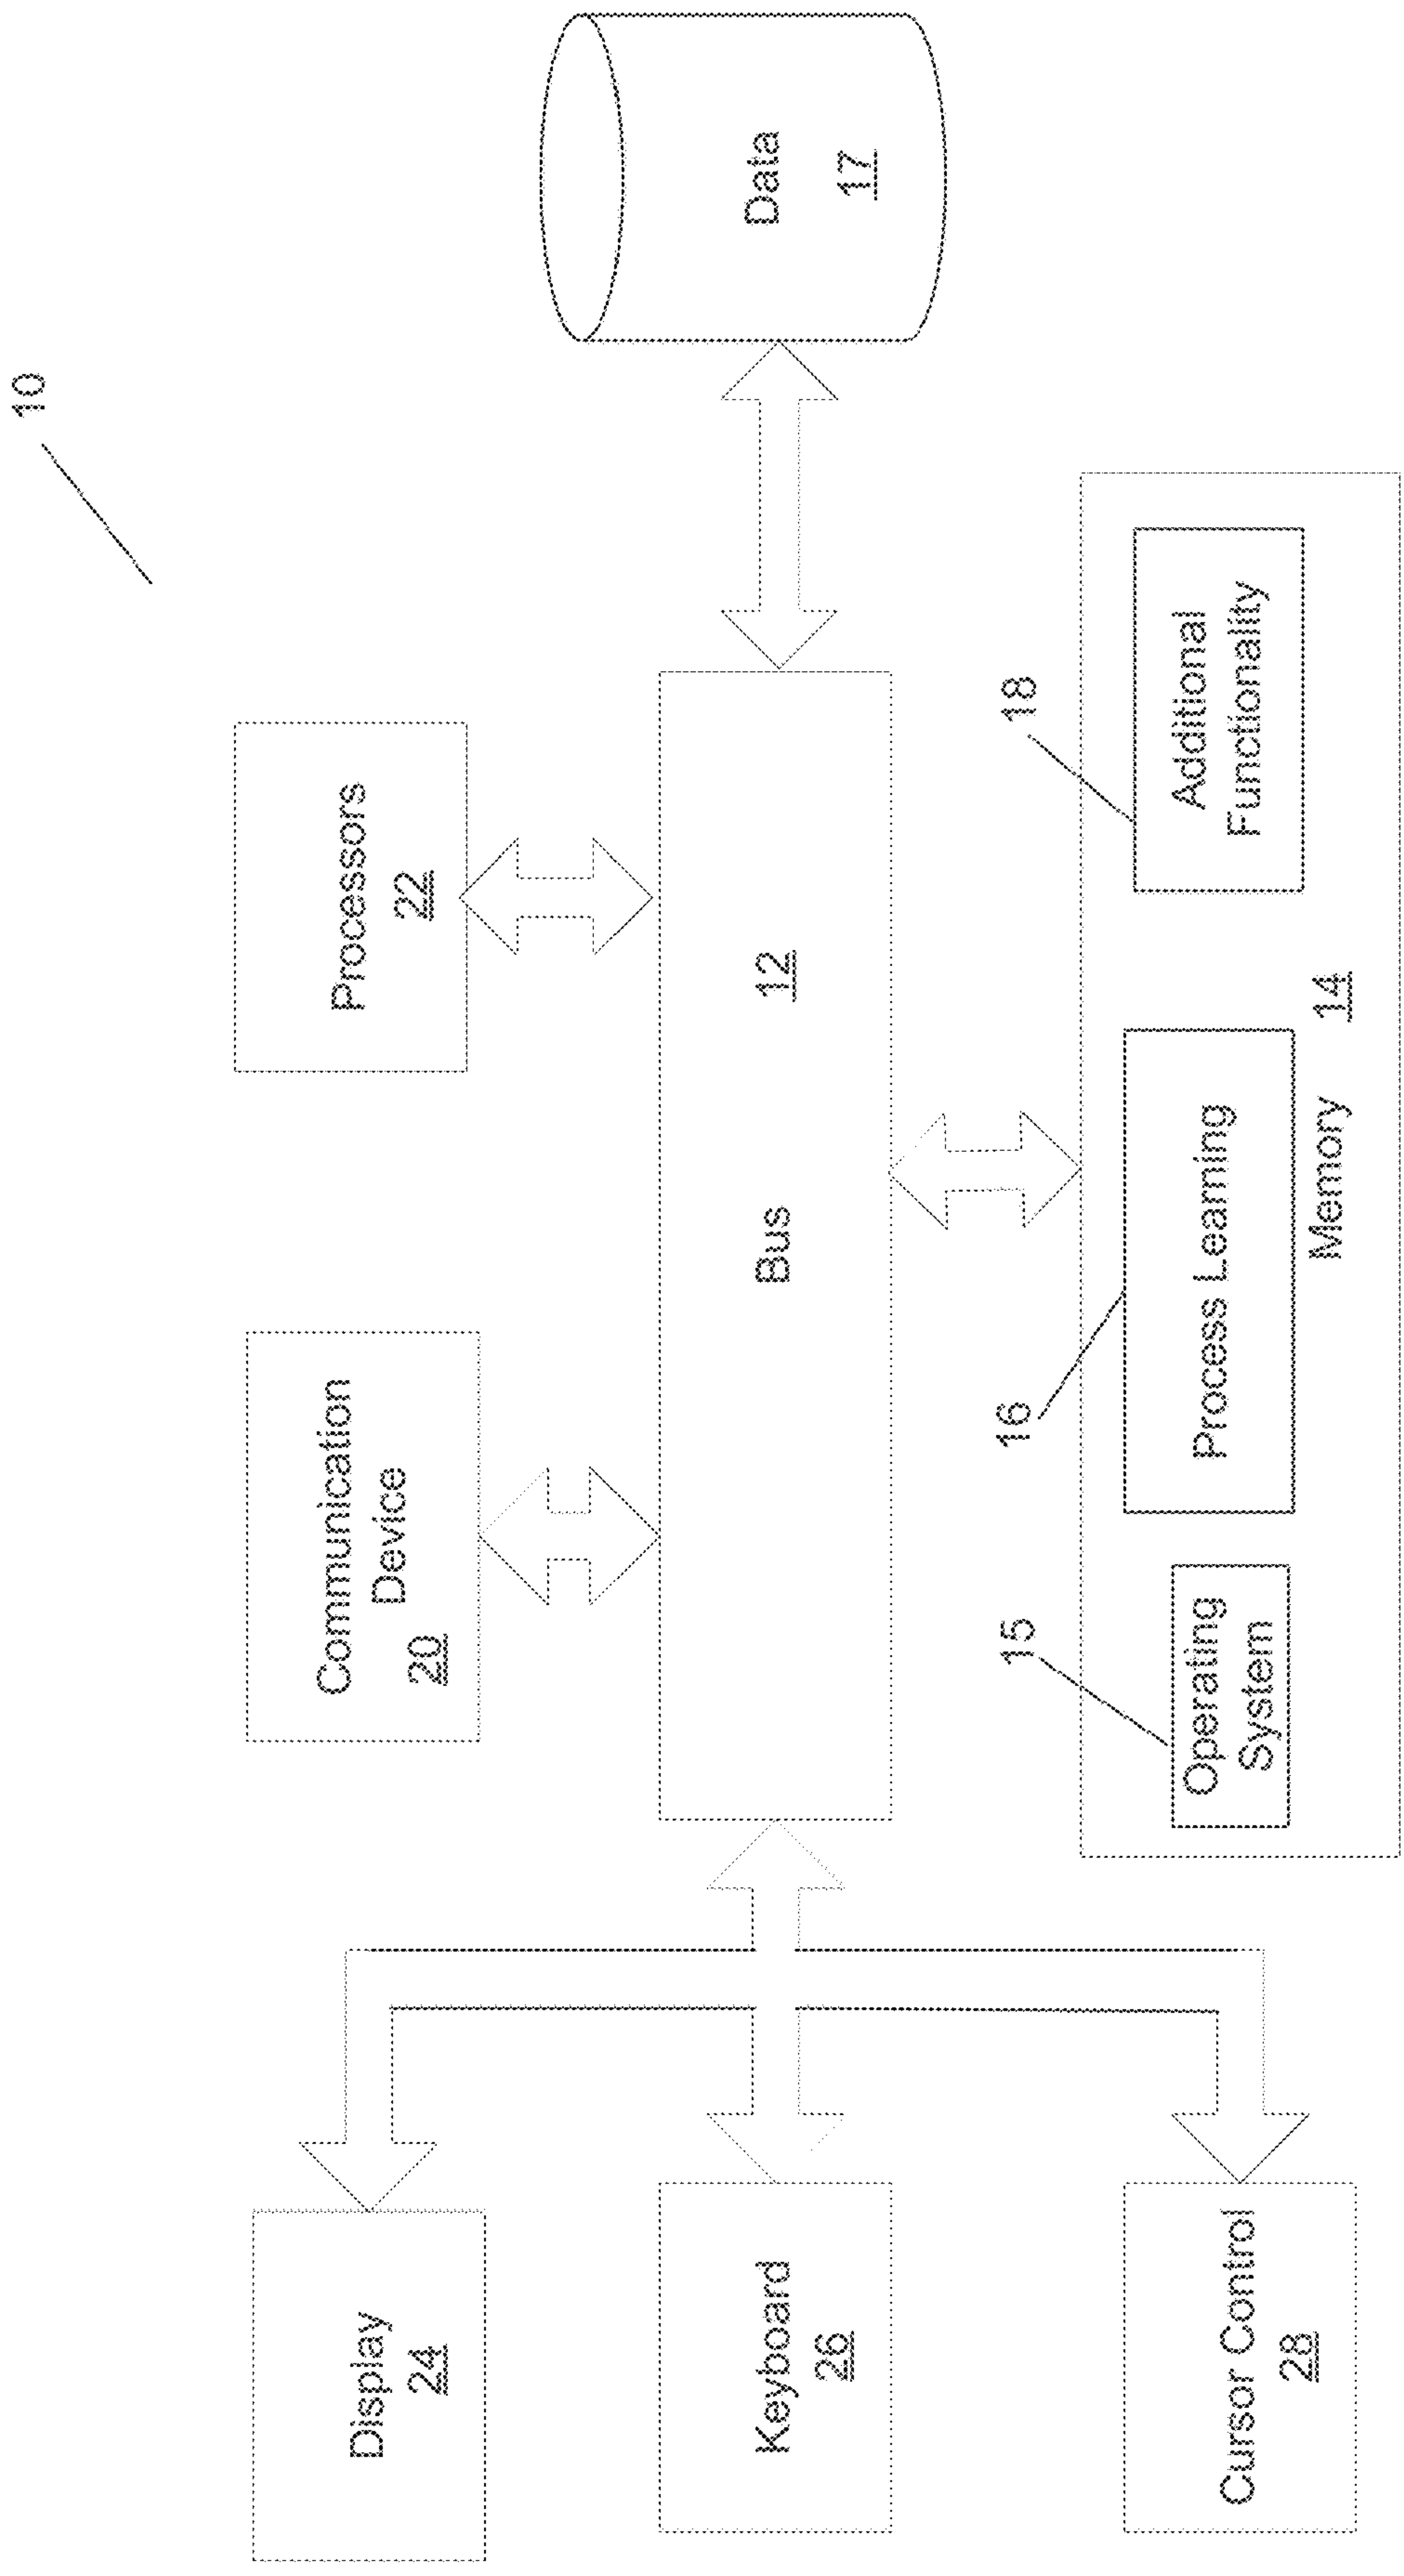 10
Communication
Device
20
Processors
22
Display
24
Keyboard
26
Bus
12
Data
17
Cursor Control
28
15
Operating
System
16
Process Learning
18
Additional
Functionality
Memory
14